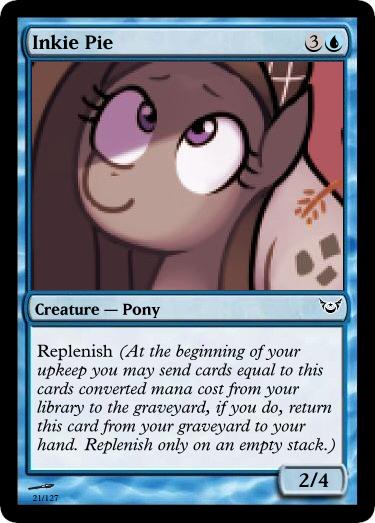 Inkie Pie 3
Creature — Pony
Replenish (At the beginning of your
upkeep you may send cards equal to this
cards converted mana cost from your
library to the graveyard, if you do, return
this card from your graveyard to your
hand. Replenish only on an empty stack.)
2/4
21/127